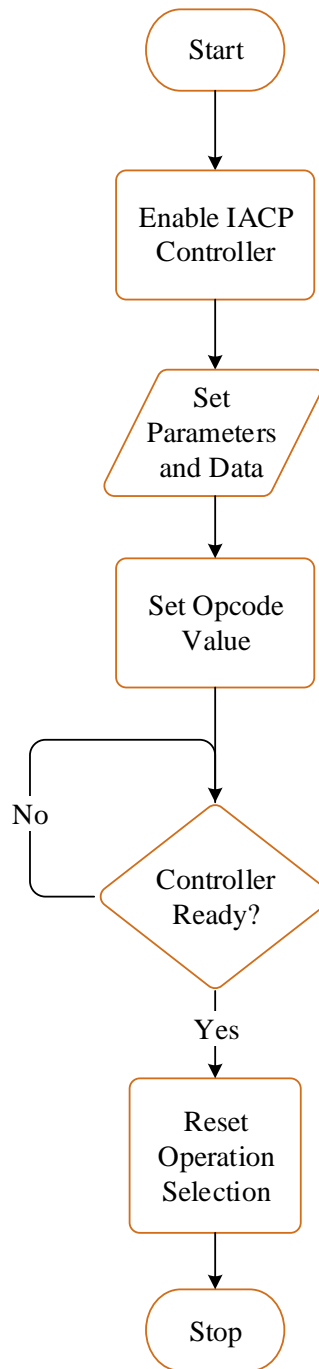 Start
Enable IACP
Controller
Set
Parameters
and Data
Set Opcode
Value
No
Controller
Ready?
Yes
Reset
Operation
Selection
Stop